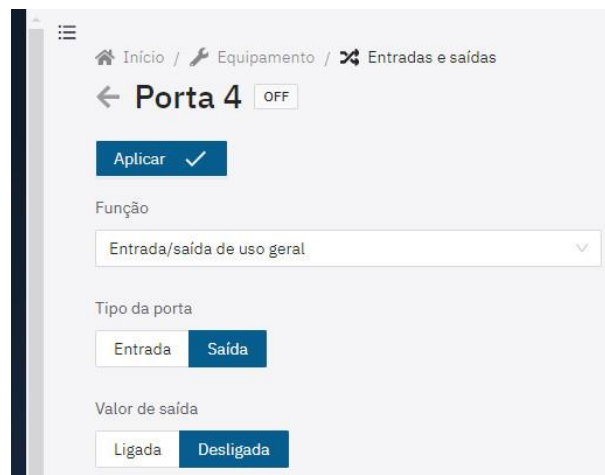 Início / Equipamento / Entradas e saídas
Porta 4 OFF
Aplicar
Função
Entrada/saída de uso geral
Tipo da porta
Entrada Saída
Valor de saída
Ligada Desligada